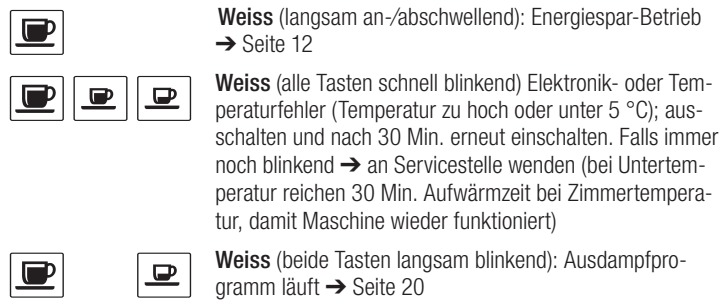 Weiss (langsam an-/abschwellend): Energiespar-Betrieb
➔ Seite 12
Weiss (alle Tasten schnell blinkend) Elektronik- oder Tem-
peraturfehler (Temperatur zu hoch oder unter 5 °C); aus-
schalten und nach 30 Min. erneut einschalten. Falls immer
noch blinkend ➔ an Servicestelle wenden (bei Untertem-
peratur reichen 30 Min. Aufwärmzeit bei Zimmertempera-
tur, damit Maschine wieder funktioniert)
Weiss (beide Tasten langsam blinkend): Ausdampfpro-
gramm läuft ➔ Seite 20